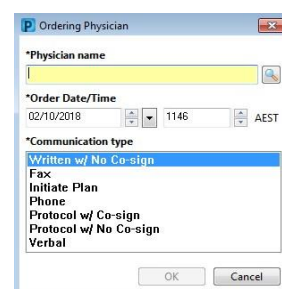 Ordering Physician
*Physician name
*Order Date/Time
02/10/2018 1146 AEST
*Communication type
Written w/ No Co-sign
Fax
Initiate Plan
Phone
Protocol w/ Co-sign
Protocol w/ No Co-sign
Verbal
OK Cancel